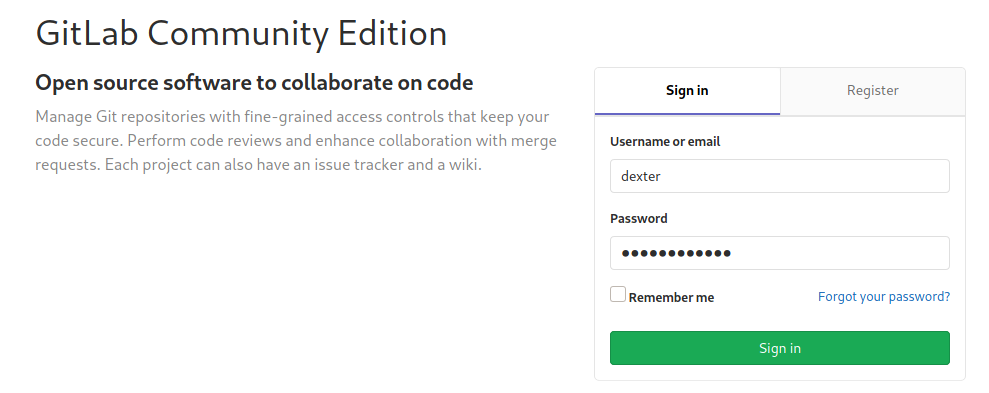 GitLab Community Edition
Open source software to collaborate on code
Manage Git repositories with fine-grained access controls that keep your
code secure. Perform code reviews and enhance collaboration with merge
requests. Each project can also have an issue tracker and a wiki.
Sign in
Register
Username or email
dexter
Password
●●●●●●●●●●●●
Remember me
Forgot your password?
Sign in